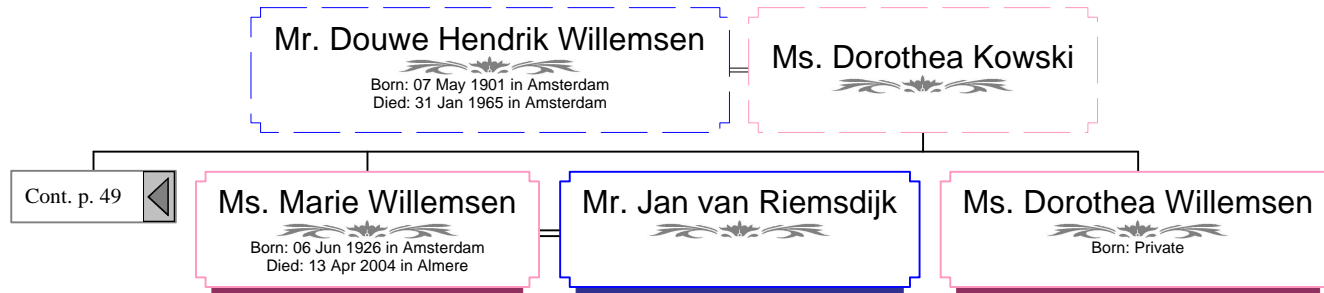 Mr. Douwe Hendrik Willemsen
Born: 07 May 1901 in Amsterdam
Died: 31 Jan 1965 in Amsterdam
Ms. Dorothea Kowski
Cont. p. 49
Ms. Marie Willemsen
Born: 06 Jun 1926 in Amsterdam
Died: 13 Apr 2004 in Almere
Mr. Jan van Riemsdijk
Ms. Dorothea Willemsen
Born: Private